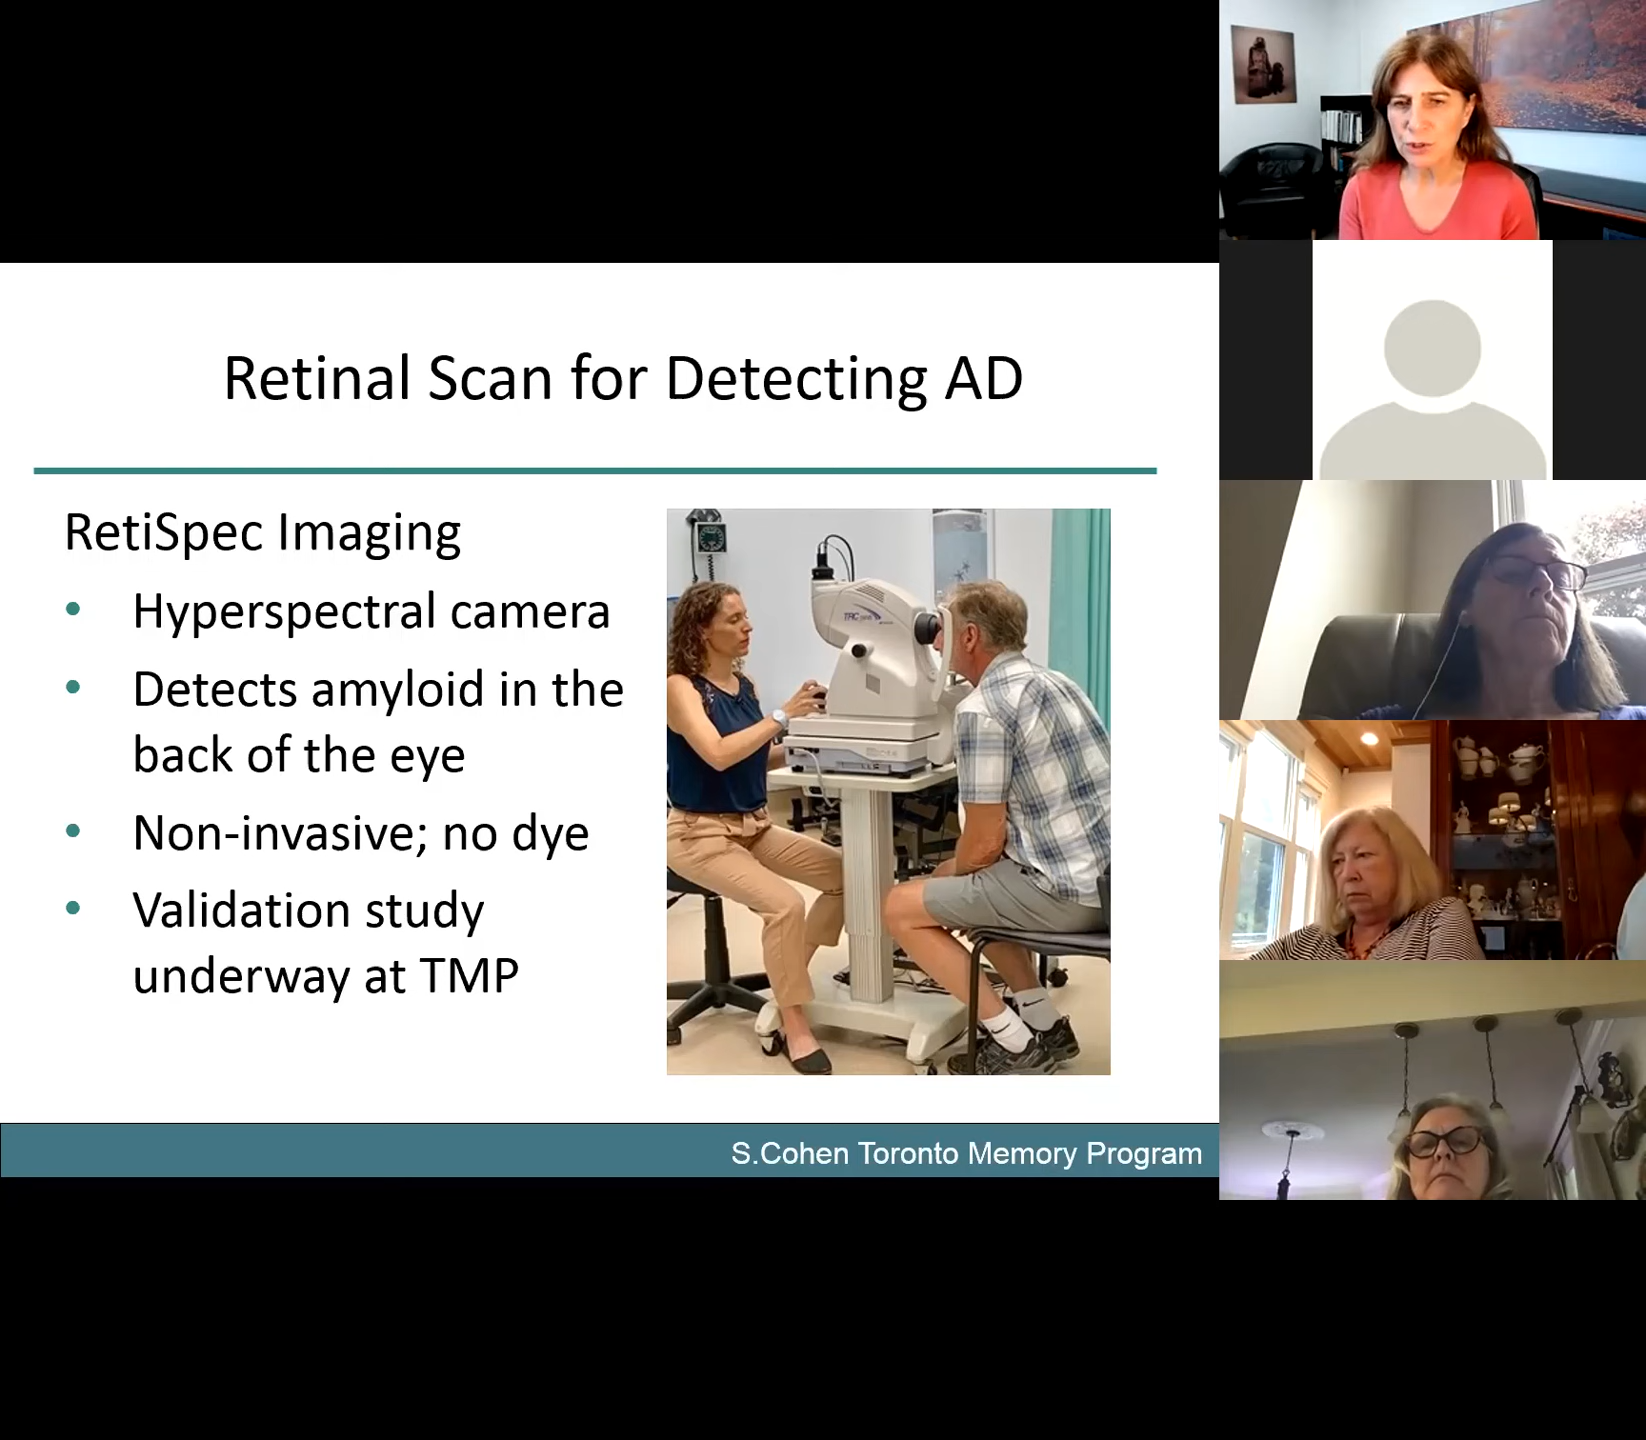 Retinal Scan for Detecting AD
RetiSpec Imaging
• Hyperspectral camera
• Detects amyloid in the
back of the eye
• Non-invasive; no dye
• Validation study
underway at TMP
TRC
S.Cohen Toronto Memory Program